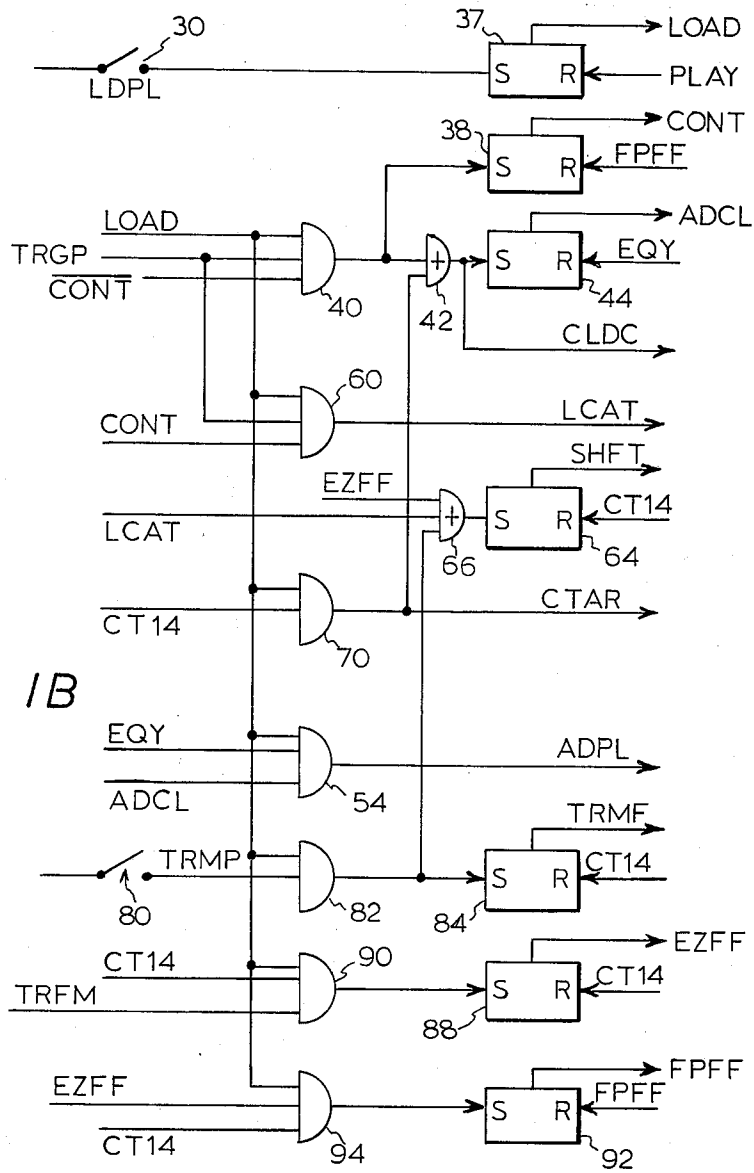 30
LDPL
37
S R
LOAD
PLAY
38
S R
CONT
FPFF
LOAD
TRGP
CONT
40
+
42
S R
ADCL
EQY
44
CLDC
60
CONT
LCAT
EZFF
LCAT
+
66
S R
SHFT
CT14
64
CT14
70
CTAR
1B
EQY
ADCL
54
ADPL
80
TRMP
82
84
S R
TRMF
CT14
CT14
TRFM
90
88
S R
EZFF
CT14
EZFF
CT14
94
S R
FPFF
FPFF
92